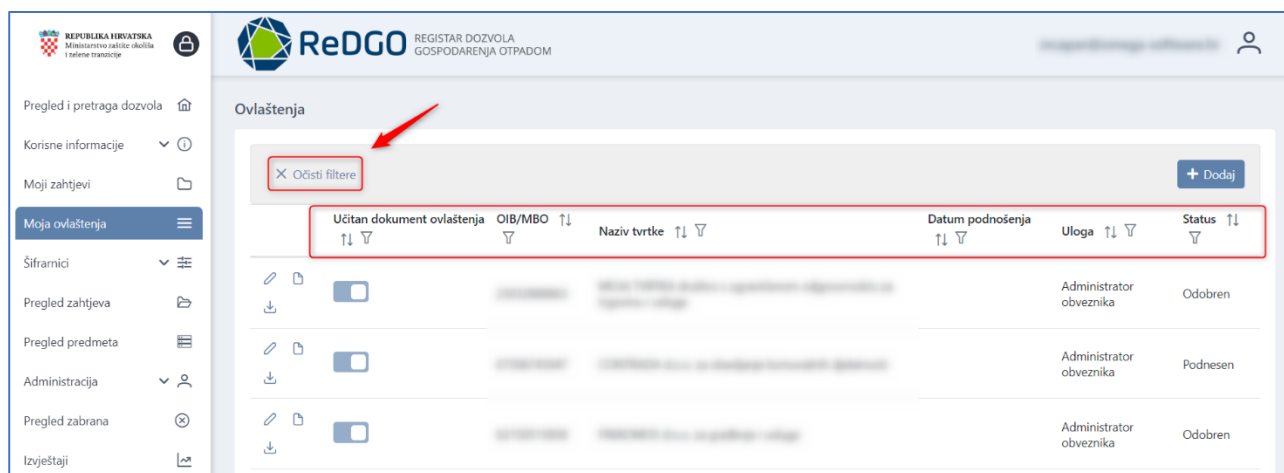 REPUBLIKA HRVATSKA
Ministarstvo zaštite okoliša
i zelene tranzicije
ReDGO
REGISTAR DOZVOLA
GOSPODARENJA OTPADOM
Pregled i pretraga dozvola
Korisne informacije
Moji zahtjevi
Moja ovlaštenja
Šifrarnici
Pregled zahtjeva
Pregled predmeta
Administracija
Pregled zabrana
Izvještaji
Ovlaštenja
Očisti filtere
+ Dodaj
Učitan dokument ovlaštenja
OIB/MBO
Naziv tvrtke
Datum podnošenja
Uloga
Status
Administrator
obveznika
Odobren
Administrator
obveznika
Podnesen
Administrator
obveznika
Odobren